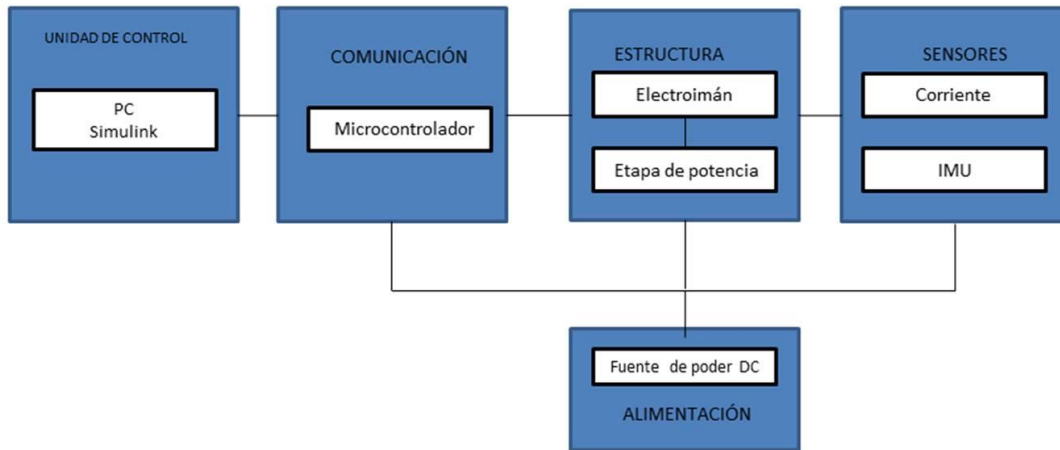 UNIDAD DE CONTROL
PC
Simulink
COMUNICACIÓN
Microcontrolador
ESTRUCTURA
Electroimán
Etapa de potencia
SENSORES
Corriente
IMU
Fuente de poder DC
ALIMENTACIÓN